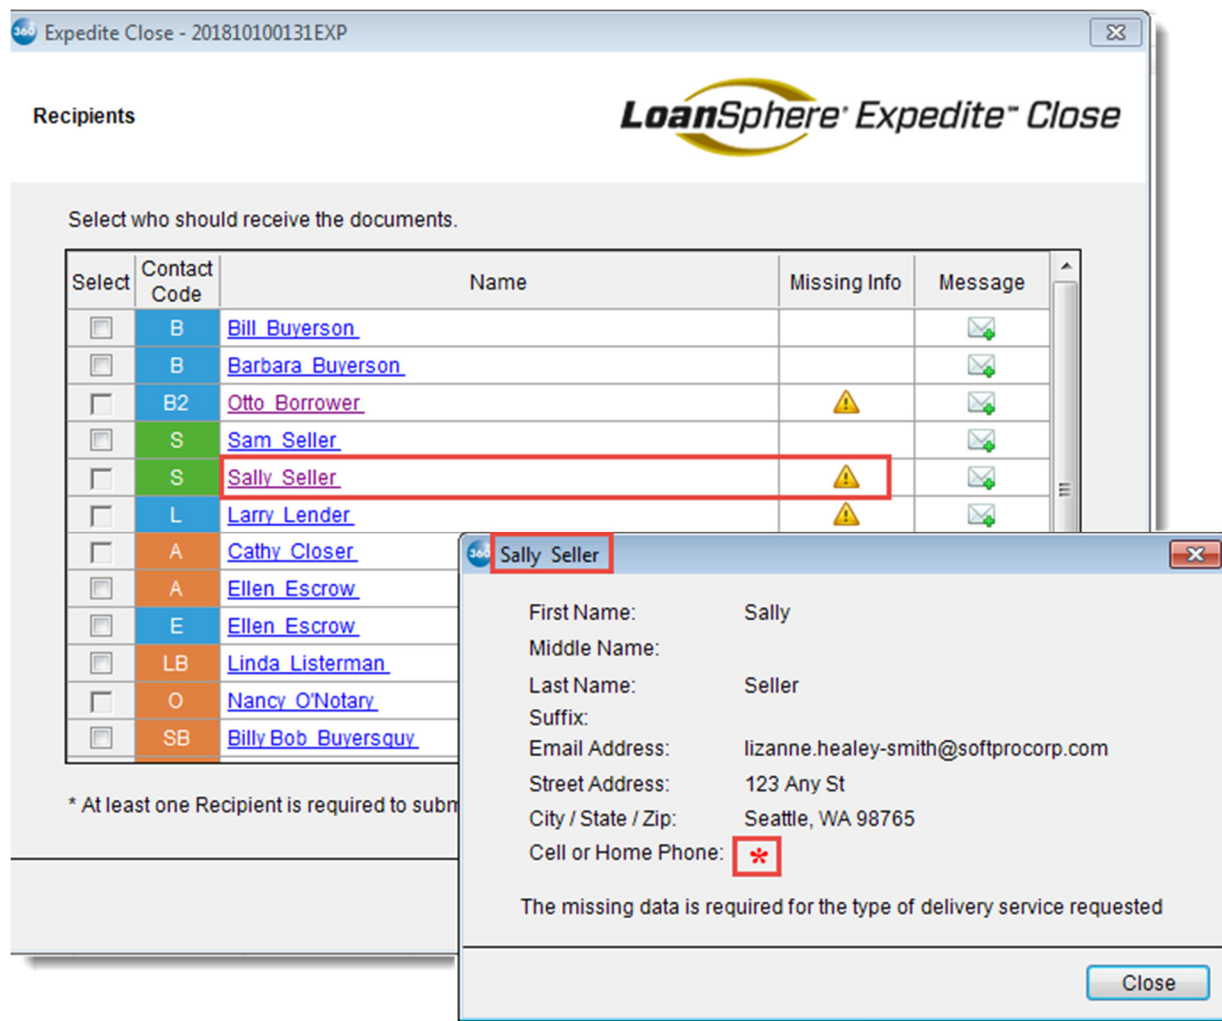 360 Expedite Close - 201810100131EXP
Recipients
LoanSphere® Expedite™ Close
Select who should receive the documents.
Select Contact Code Name Missing Info Message
B Bill Buyerson
B Barbara Buyerson
B2 Otto Borrower
S Sam Seller
S Sally Seller
L Larry Lender
A Cathy Closer
A Ellen Escrow
E Ellen Escrow
LB Linda Listerman
O Nancy O'Notary
SB Billy Bob Buyersguy
* At least one Recipient is required to subm
360 Sally Seller
First Name: Sally
Middle Name:
Last Name: Seller
Suffix:
Email Address: lizanne.healey-smith@softprocorp.com
Street Address: 123 Any St
City / State / Zip: Seattle, WA 98765
Cell or Home Phone: *
The missing data is required for the type of delivery service requested
Close